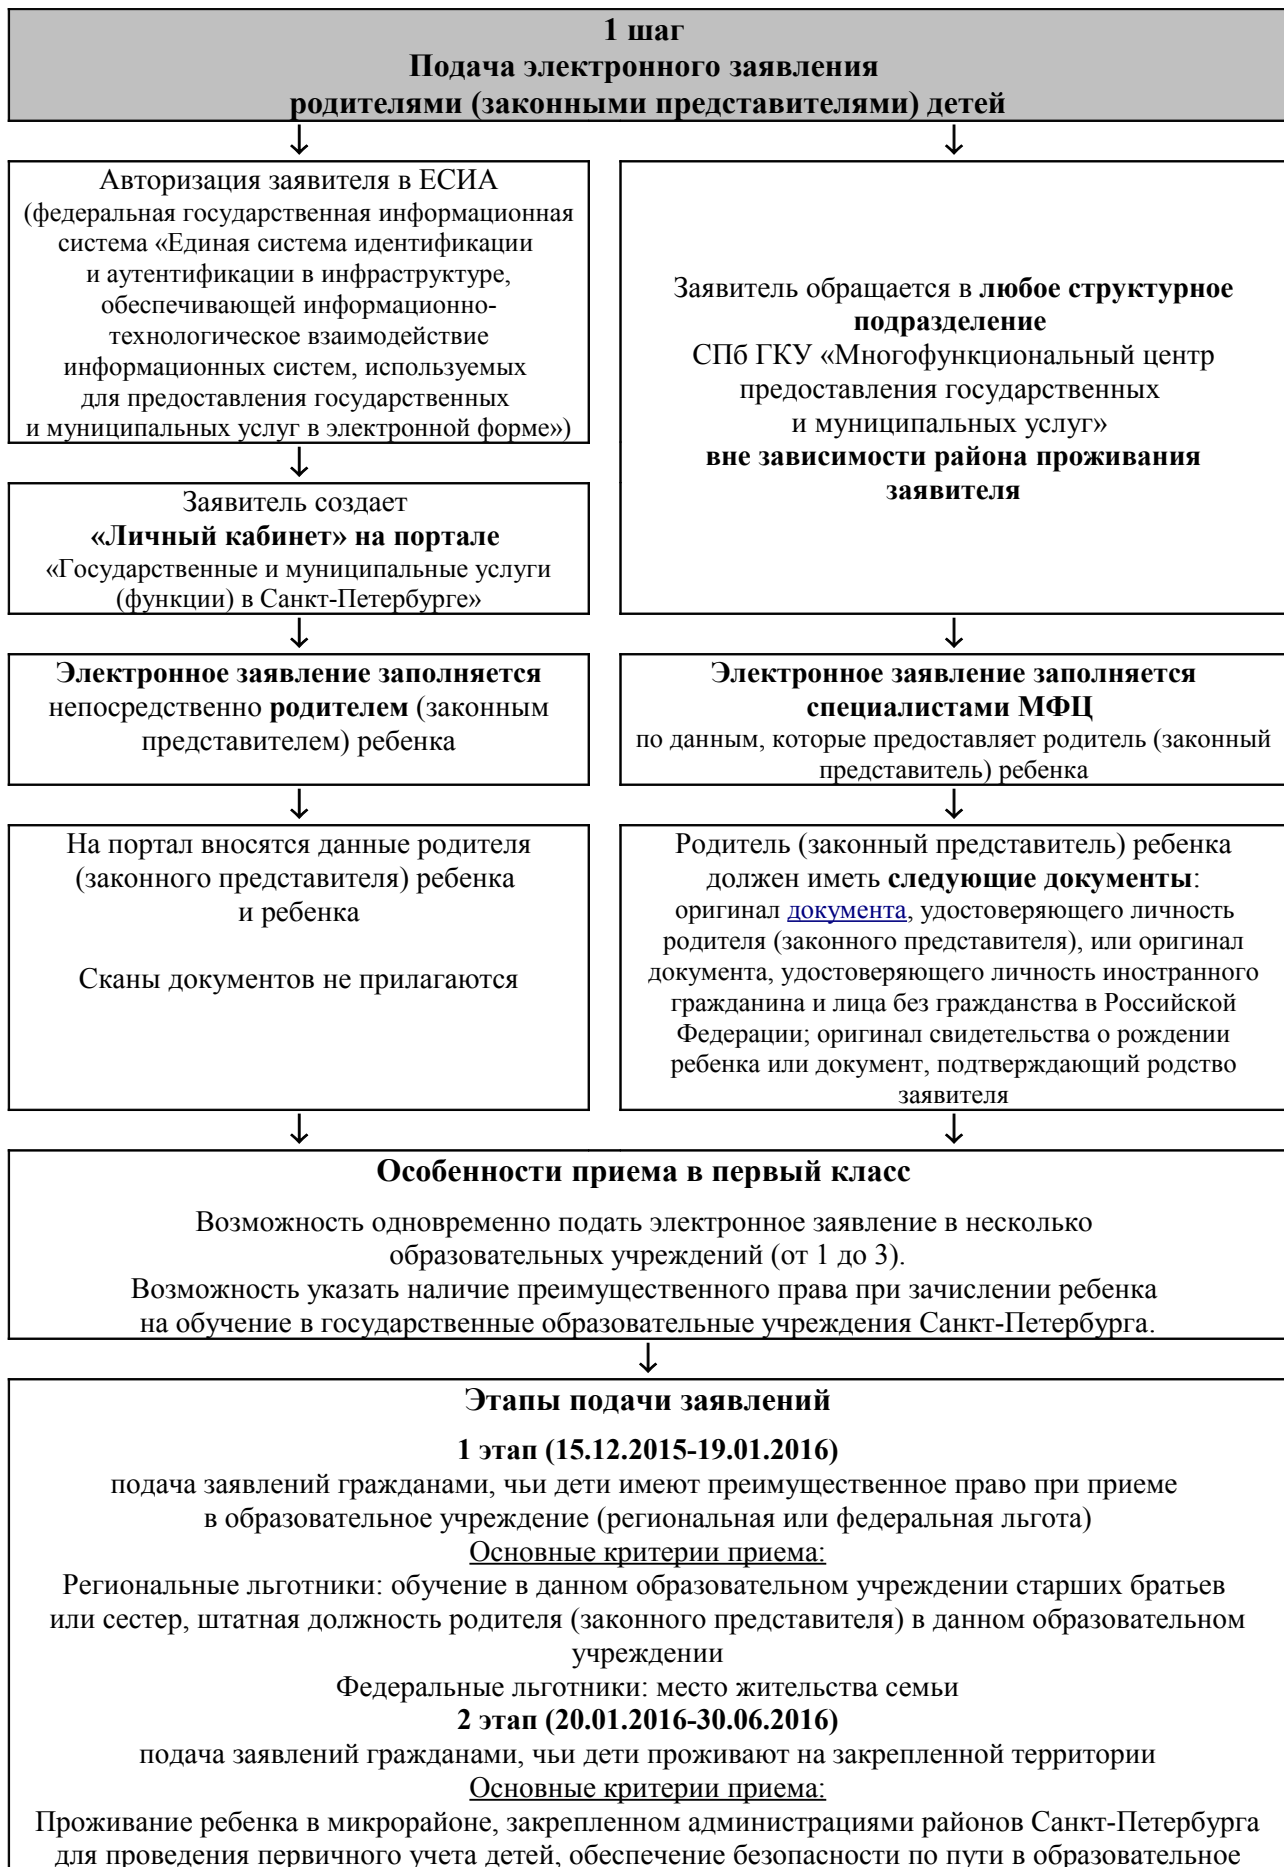 1 шаг
Подача электронного заявления
родителями (законными представителями) детей
↓ ↓
Авторизация заявителя в ЕСИА
(федеральная государственная информационная
система «Единая система идентификации
и аутентификации в инфраструктуре,
обеспечивающей информационно-
технологическое взаимодействие
информационных систем, используемых
для предоставления государственных
и муниципальных услуг в электронной форме»)
↓
Заявитель создает
«Личный кабинет» на портале
«Государственные и муниципальные услуги
(функции) в Санкт-Петербурге»
↓
Электронное заявление заполняется
непосредственно родителем (законным
представителем) ребенка
↓
На портал вносятся данные родителя
(законного представителя) ребенка
и ребенка
Сканы документов не прилагаются
↓
Заявитель обращается в любое структурное
подразделение
СПб ГКУ «Многофункциональный центр
предоставления государственных
и муниципальных услуг»
вне зависимости района проживания
заявителя
↓
Электронное заявление заполняется
специалистами МФЦ
по данным, которые предоставляет родитель (законный
представитель) ребенка
↓
Родитель (законный представитель) ребенка
должен иметь следующие документы:
оригинал документа, удостоверяющего личность
родителя (законного представителя), или оригинал
документа, удостоверяющего личность иностранного
гражданина и лица без гражданства в Российской
Федерации; оригинал свидетельства о рождении
ребенка или документ, подтверждающий родство
заявителя
↓
Особенности приема в первый класс
Возможность одновременно подать электронное заявление в несколько
образовательных учреждений (от 1 до 3).
Возможность указать наличие преимущественного права при зачислении ребенка
на обучение в государственные образовательные учреждения Санкт-Петербурга.
↓
Этапы подачи заявлений
1 этап (15.12.2015-19.01.2016)
подача заявлений гражданами, чьи дети имеют преимущественное право при приеме
в образовательное учреждение (региональная или федеральная льгота)
Основные критерии приема:
Региональные льготники: обучение в данном образовательном учреждении старших братьев
или сестер, штатная должность родителя (законного представителя) в данном образовательном
учреждении
Федеральные льготники: место жительства семьи
2 этап (20.01.2016-30.06.2016)
подача заявлений гражданами, чьи дети проживают на закрепленной территории
Основные критерии приема:
Проживание ребенка в микрорайоне, закрепленном администрациями районов Санкт-Петербурга
для проведения первичного учета детей, обеспечение безопасности по пути в образовательное